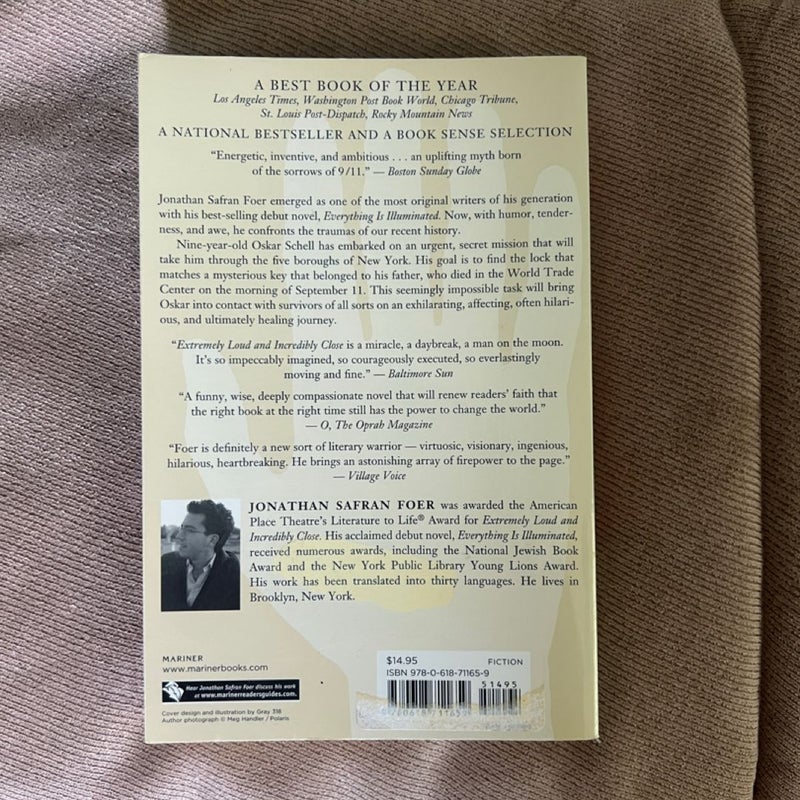 A BEST BOOK OF THE YEAR
Los Angeles Times, Washington Post Book World, Chicago Tribune,
St. Louis Post-Dispatch, Rocky Mountain News
A NATIONAL BESTSELLER AND A BOOK SENSE SELECTION
“Energetic, inventive, and ambitious . . . an uplifting myth born
of the sorrows of 9/11.” — Boston Sunday Globe
Jonathan Safran Foer emerged as one of the most original writers of his generation
with his best-selling debut novel, Everything Is Illuminated. Now, with humor, tender-
ness, and awe, he confronts the traumas of our recent history.
Nine-year-old Oskar Schell has embarked on an urgent, secret mission that will
take him through the five boroughs of New York. His goal is to find the lock that
matches a mysterious key that belonged to his father, who died in the World Trade
Center on the morning of September 11. This seemingly impossible task will bring
Oskar into contact with survivors of all sorts on an exhilarating, affecting, often hilari-
ous, and ultimately healing journey.
“Extremely Loud and Incredibly Close is a miracle, a daybreak, a man on the moon.
It’s so impeccably imagined, so courageously executed, so everlastingly
moving and fine.” — Baltimore Sun
“A funny, wise, deeply compassionate novel that will renew readers’ faith that
the right book at the right time still has the power to change the world.”
— O, The Oprah Magazine
“Foer is definitely a new sort of literary warrior — virtuosic, visionary, ingenious,
hilarious, heartbreaking. He brings an astonishing array of firepower to the page.”
— Village Voice
JONATHAN SAFRAN FOER was awarded the American
Place Theatre’s Literature to Life® Award for Extremely Loud and
Incredibly Close. His acclaimed debut novel, Everything Is Illuminated,
received numerous awards, including the National Jewish Book
Award and the New York Public Library Young Lions Award.
His work has been translated into thirty languages. He lives in
Brooklyn, New York.
MARINER
www.marinerbooks.com
Hear Jonathan Safran Foer discuss his work
at www.marinerreadersguides.com.
Cover design and illustration by Gray 318
Author photograph © Meg Handler / Polaris
$14.95 FICTION
ISBN 978-0-618-71165-9
51495